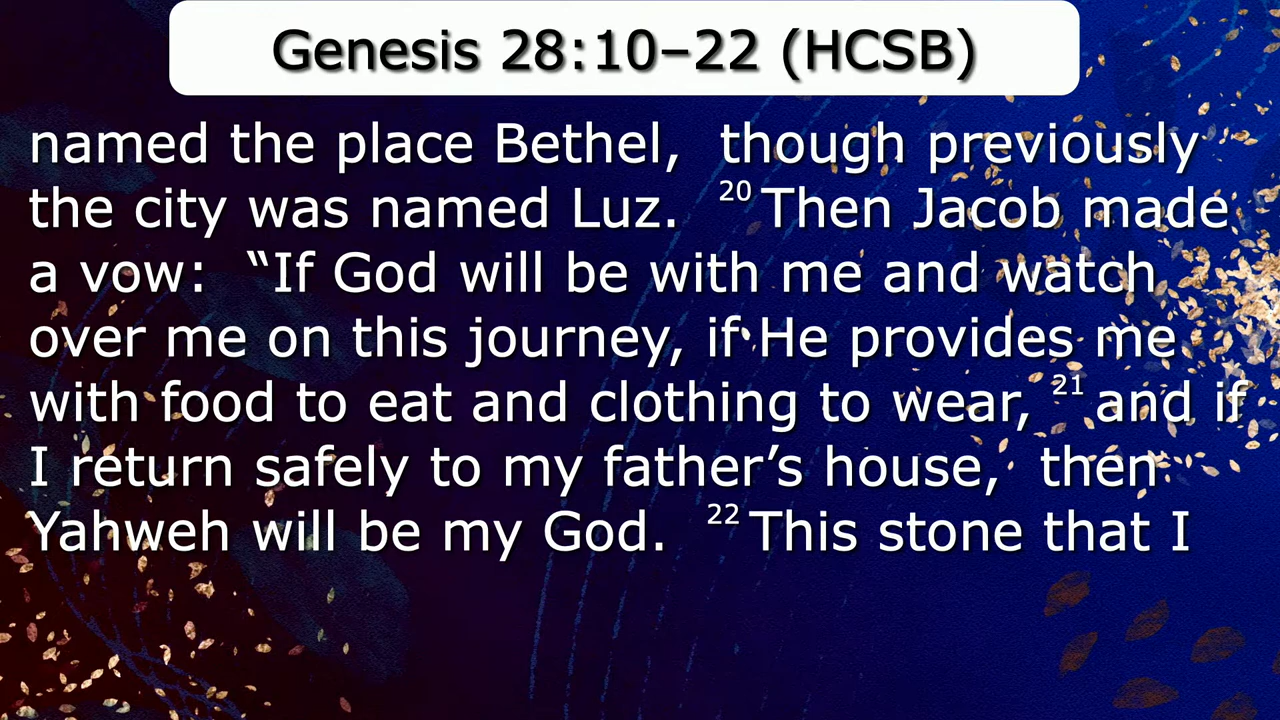 Genesis 28:10–22 (HCSB)
named the place Bethel, though previously
the city was named Luz. 20 Then Jacob made
a vow: “If God will be with me and watch
over me on this journey, if He provides me
with food to eat and clothing to wear, 21 and if
I return safely to my father’s house, then
Yahweh will be my God. 22 This stone that I